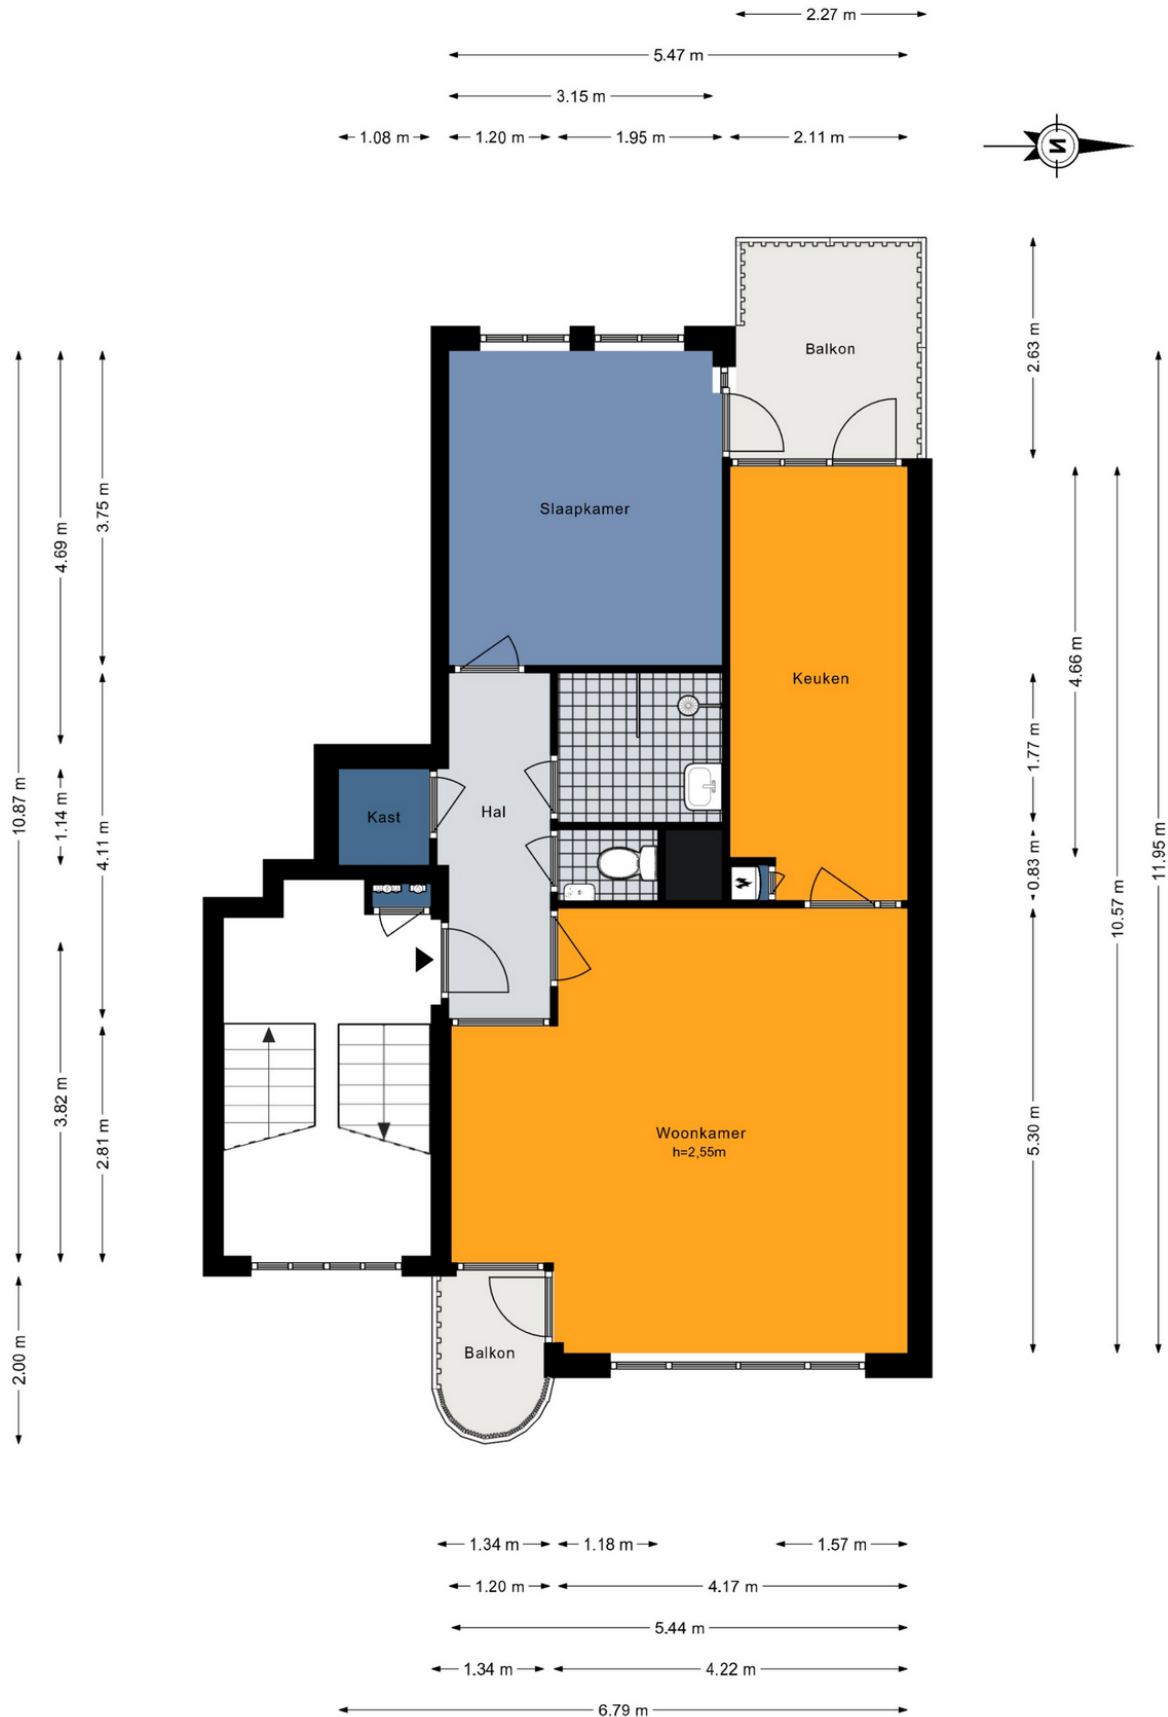 2.27 m
5.47 m
3.15 m
1.08 m
1.20 m
1.95 m
2.11 m
N
Balkon
2.63 m
Slaapkamer
3.75 m
4.69 m
Keuken
4.66 m
1.77 m
10.87 m
1.14 m
4.11 m
Kast
Hal
0.83 m
11.95 m
10.57 m
3.82 m
2.81 m
Woonkamer
h=2,55m
5.30 m
2.00 m
Balkon
1.34 m
1.18 m
1.57 m
1.20 m
4.17 m
5.44 m
1.34 m
4.22 m
6.79 m